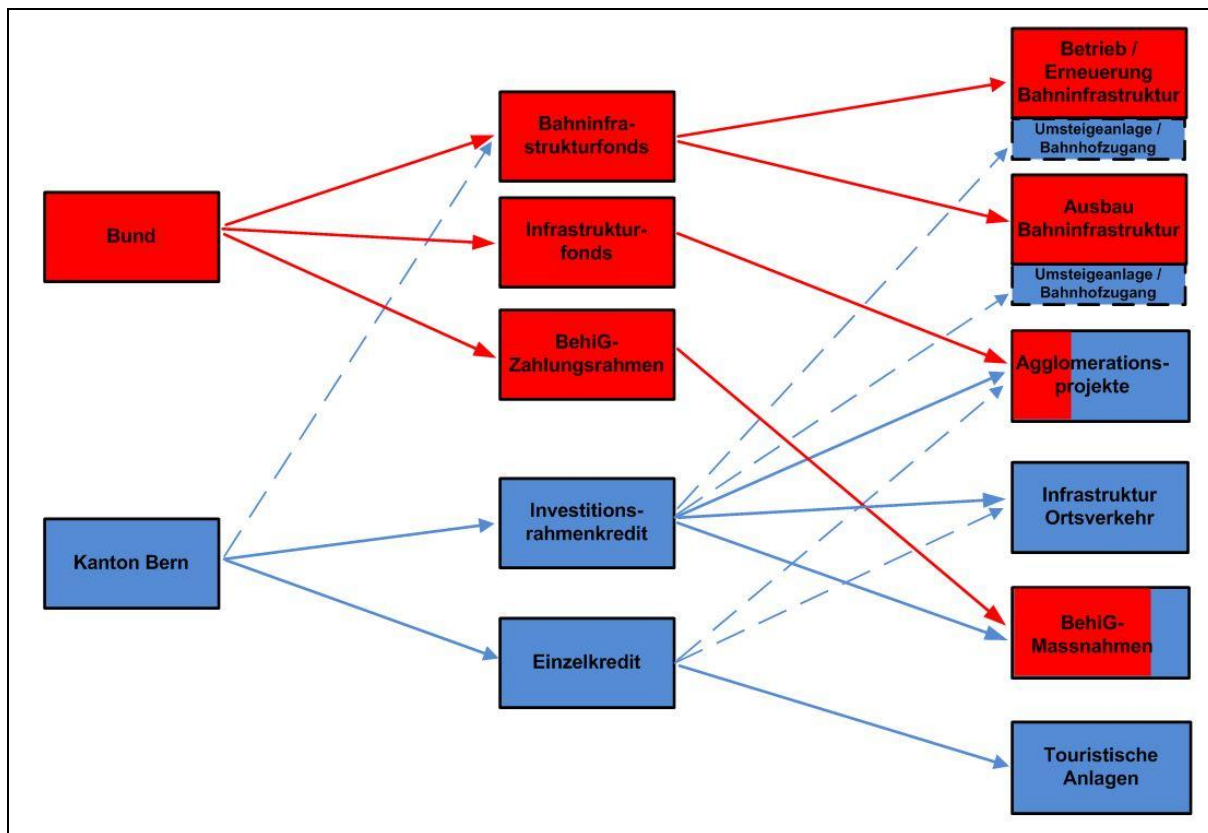 Bund
Kanton Bern
Bahninfra-
strukturfonds
Infrastruktur-
fonds
BehiG-
Zahlungsrahmen
Investitions-
rahmenkredit
Einzelkredit
Betrieb /
Erneuerung
Bahninfrastruktur
Umsteigeanlage /
Bahnhofzugang
Ausbau
Bahninfrastruktur
Umsteigeanlage /
Bahnhofzugang
Agglomerations-
projekte
Infrastruktur
Ortsverkehr
BehiG-
Massnahmen
Touristische
Anlagen